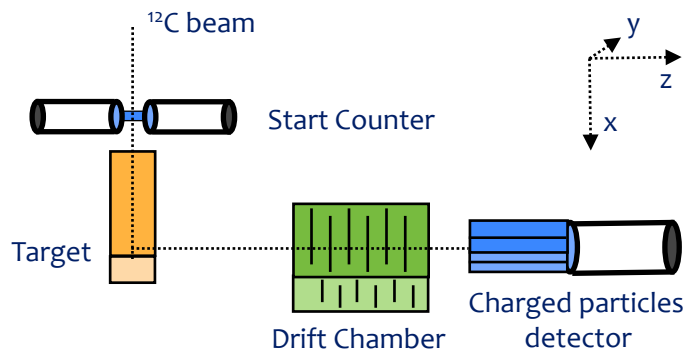 ¹²C beam
y
z
x
Start Counter
Target
Drift Chamber
Charged particles
detector